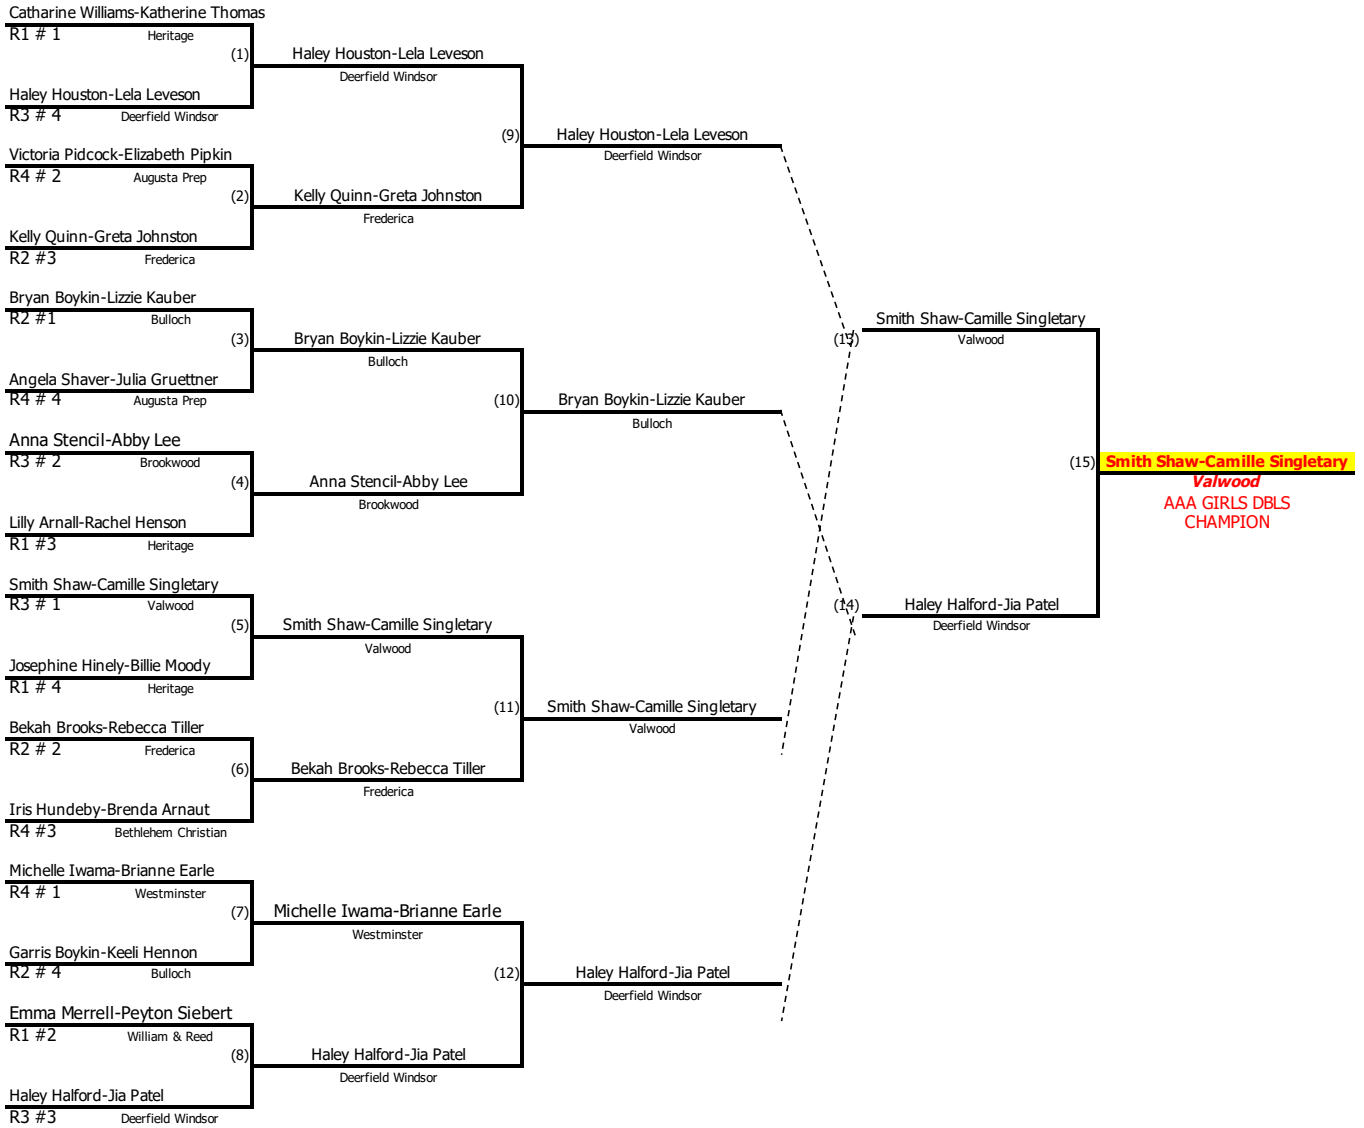 Catharine Williams-Katherine Thomas
R1 # 1 Heritage
(1) Haley Houston-Lela Leveson
Deerfield Windsor
Haley Houston-Lela Leveson
R3 # 4 Deerfield Windsor
(9) Haley Houston-Lela Leveson
Deerfield Windsor
Victoria Pidcock-Elizabeth Pipkin
R4 # 2 Augusta Prep
(2) Kelly Quinn-Greta Johnston
Frederica
Kelly Quinn-Greta Johnston
R2 #3 Frederica
Bryan Boykin-Lizzie Kauber
R2 #1 Bulloch
(3) Bryan Boykin-Lizzie Kauber
Bulloch
(13) Smith Shaw-Camille Singletary
Valwood
Angela Shaver-Julia Gruettner
R4 # 4 Augusta Prep
(10) Bryan Boykin-Lizzie Kauber
Bulloch
Anna Stencil-Abby Lee
R3 # 2 Brookwood
(15) Smith Shaw-Camille Singletary
Valwood
AAA GIRLS DBLS
CHAMPION
(4) Anna Stencil-Abby Lee
Brookwood
Lilly Arnall-Rachel Henson
R1 #3 Heritage
Smith Shaw-Camille Singletary
R3 # 1 Valwood
(14) Haley Halford-Jia Patel
Deerfield Windsor
(5) Smith Shaw-Camille Singletary
Valwood
Josephine Hinely-Billie Moody
R1 # 4 Heritage
(11) Smith Shaw-Camille Singletary
Valwood
Bekah Brooks-Rebecca Tiller
R2 # 2 Frederica
(6) Bekah Brooks-Rebecca Tiller
Frederica
Iris Hundeby-Brenda Arnaut
R4 #3 Bethlehem Christian
Michelle Iwama-Brianne Earle
R4 # 1 Westminster
(7) Michelle Iwama-Brianne Earle
Westminster
Garris Boykin-Keeli Hennon
R2 # 4 Bulloch
(12) Haley Halford-Jia Patel
Deerfield Windsor
Emma Merrell-Peyton Siebert
R1 #2 William & Reed
(8) Haley Halford-Jia Patel
Deerfield Windsor
Haley Halford-Jia Patel
R3 #3 Deerfield Windsor